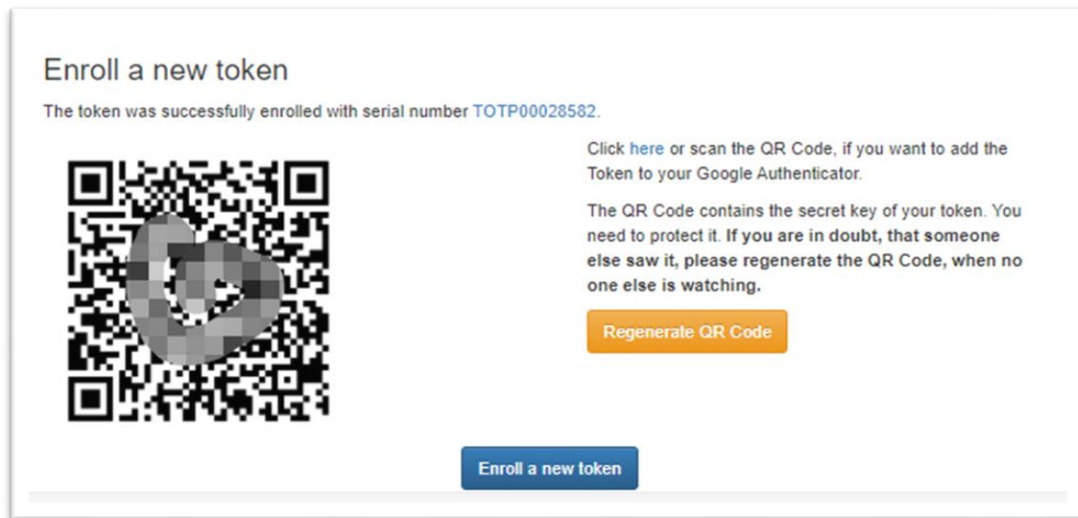 Enroll a new token
The token was successfully enrolled with serial number TOTP00028582.
Click here or scan the QR Code, if you want to add the
Token to your Google Authenticator.
The QR Code contains the secret key of your token. You
need to protect it. If you are in doubt, that someone
else saw it, please regenerate the QR Code, when no
one else is watching.
Regenerate QR Code
Enroll a new token